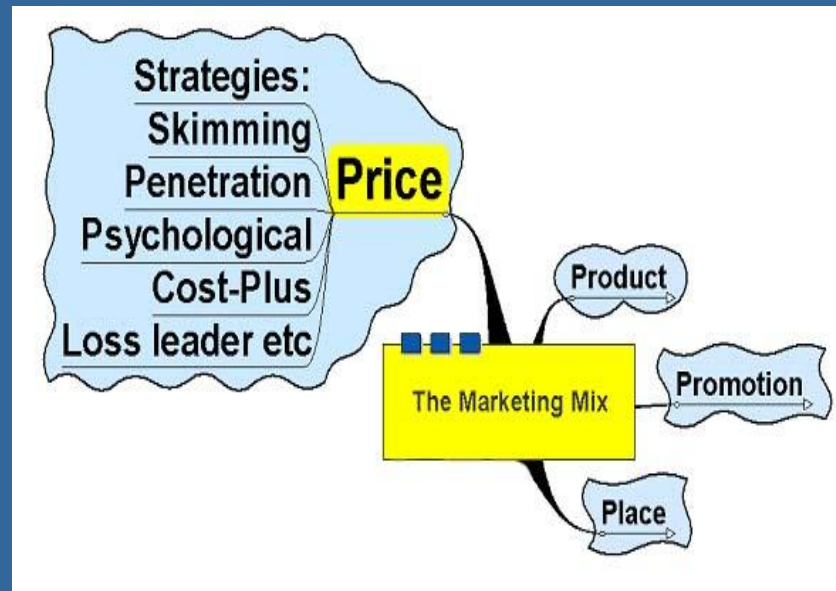 Strategies:
Skimming
Penetration
Psychological
Cost-Plus
Loss leader etc
Price
Product
Promotion
The Marketing Mix
Place